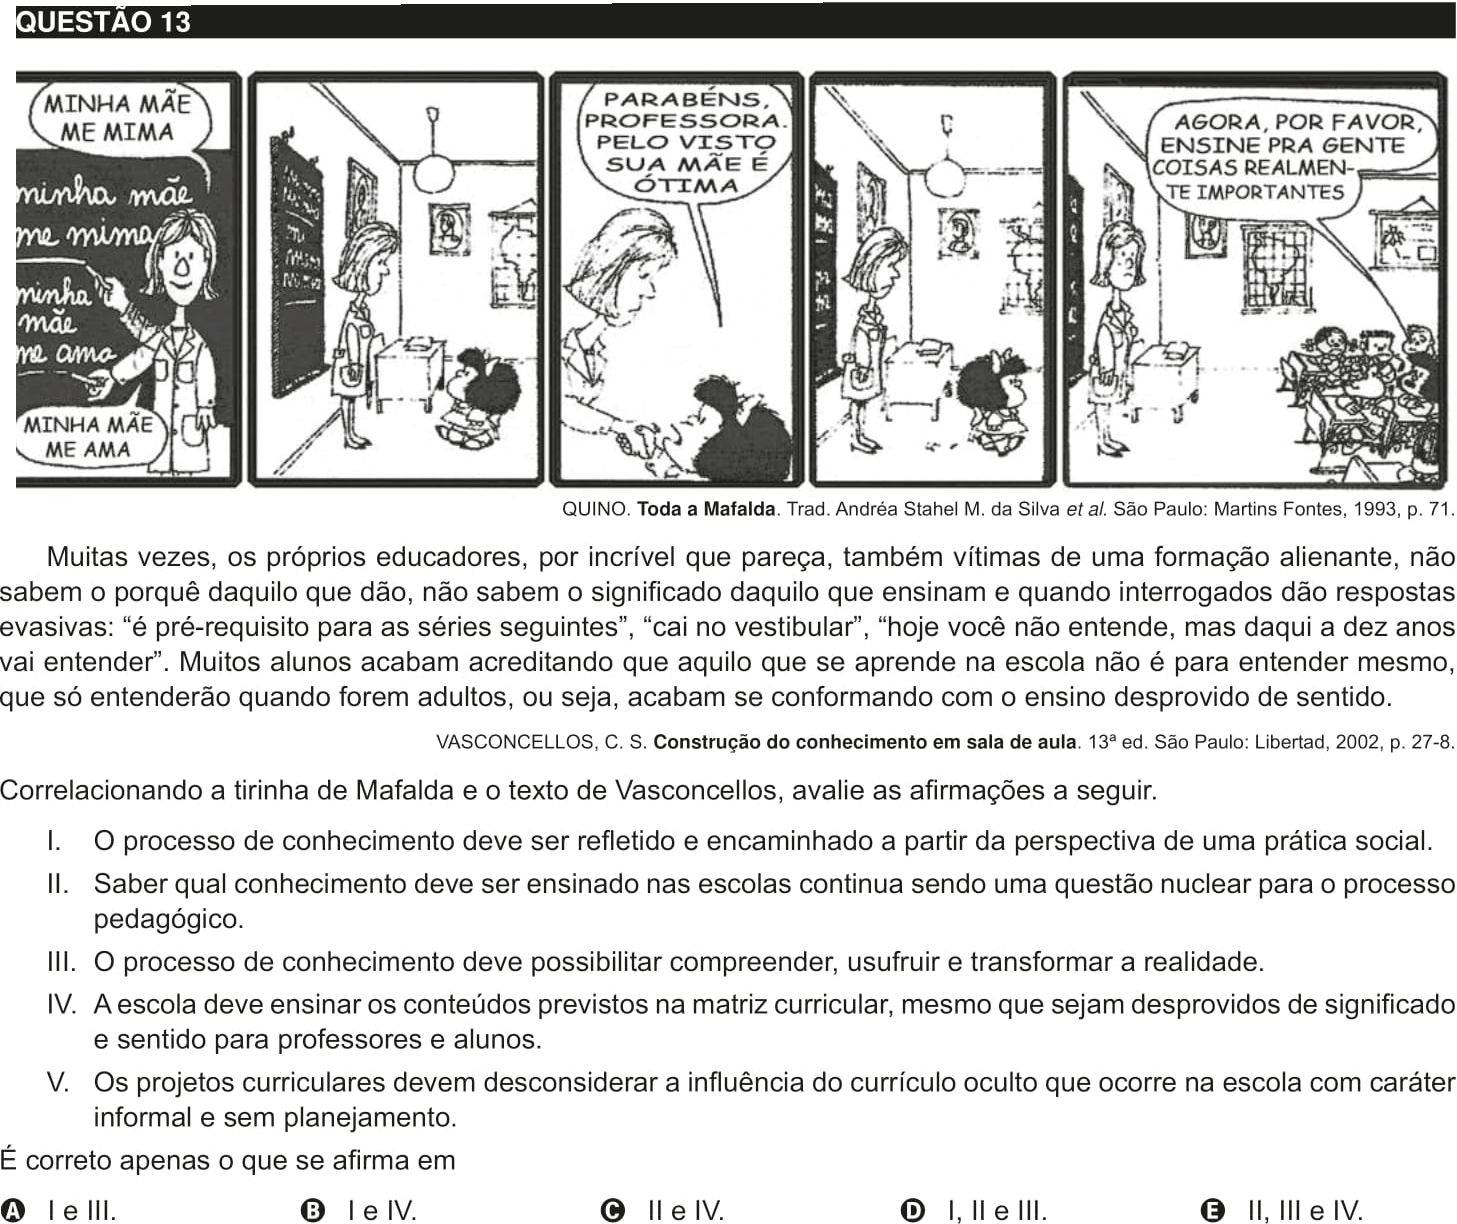 QUESTÃO 13
MINHA MÃE
ME MIMA
minha mãe
me mima
minha
mãe
me ama
MINHA MÃE
ME AMA
PARABÉNS,
PROFESSORA.
PELO VISTO
SUA MÃE É
ÓTIMA
AGORA, POR FAVOR,
ENSINE PRA GENTE
COISAS REALMEN-
TE IMPORTANTES
QUINO. Toda a Mafalda. Trad. Andréa Stahel M. da Silva et al. São Paulo: Martins Fontes, 1993, p. 71.
Muitas vezes, os próprios educadores, por incrível que pareça, também vítimas de uma formação alienante, não
sabem o porquê daquilo que dão, não sabem o significado daquilo que ensinam e quando interrogados dão respostas
evasivas: “é pré-requisito para as séries seguintes”, “cai no vestibular”, “hoje você não entende, mas daqui a dez anos
vai entender”. Muitos alunos acabam acreditando que aquilo que se aprende na escola não é para entender mesmo,
que só entenderão quando forem adultos, ou seja, acabam se conformando com o ensino desprovido de sentido.
VASCONCELLOS, C. S. Construção do conhecimento em sala de aula. 13ª ed. São Paulo: Libertad, 2002, p. 27-8.
Correlacionando a tirinha de Mafalda e o texto de Vasconcellos, avalie as afirmações a seguir.
I. O processo de conhecimento deve ser refletido e encaminhado a partir da perspectiva de uma prática social.
II. Saber qual conhecimento deve ser ensinado nas escolas continua sendo uma questão nuclear para o processo
pedagógico.
III. O processo de conhecimento deve possibilitar compreender, usufruir e transformar a realidade.
IV. A escola deve ensinar os conteúdos previstos na matriz curricular, mesmo que sejam desprovidos de significado
e sentido para professores e alunos.
V. Os projetos curriculares devem desconsiderar a influência do currículo oculto que ocorre na escola com caráter
informal e sem planejamento.
É correto apenas o que se afirma em
A I e III.
B I e IV.
C II e IV.
D I, II e III.
E II, III e IV.